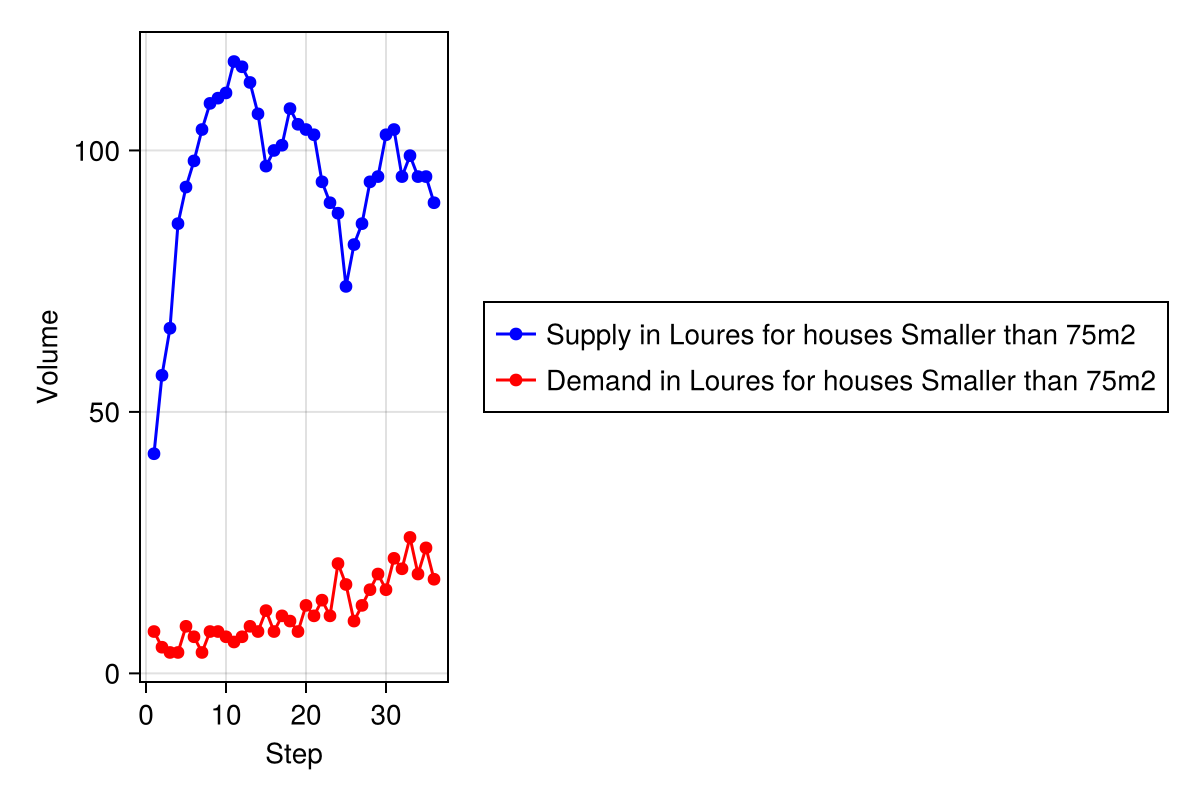 100
50
0
Volume
0 10 20 30
Step
Supply in Loures for houses Smaller than 75m2
Demand in Loures for houses Smaller than 75m2